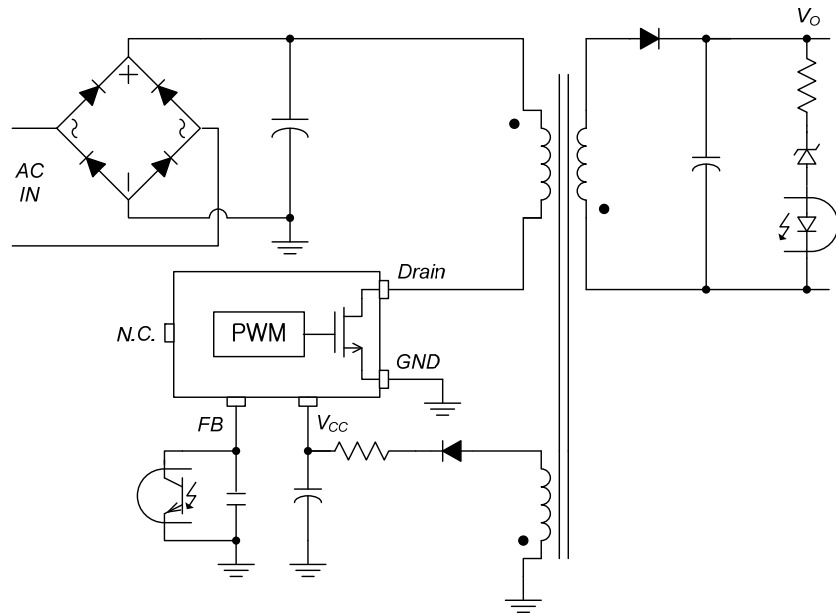 V_O
+
AC
IN
−
Drain
N.C.
PWM
GND
FB
V_CC